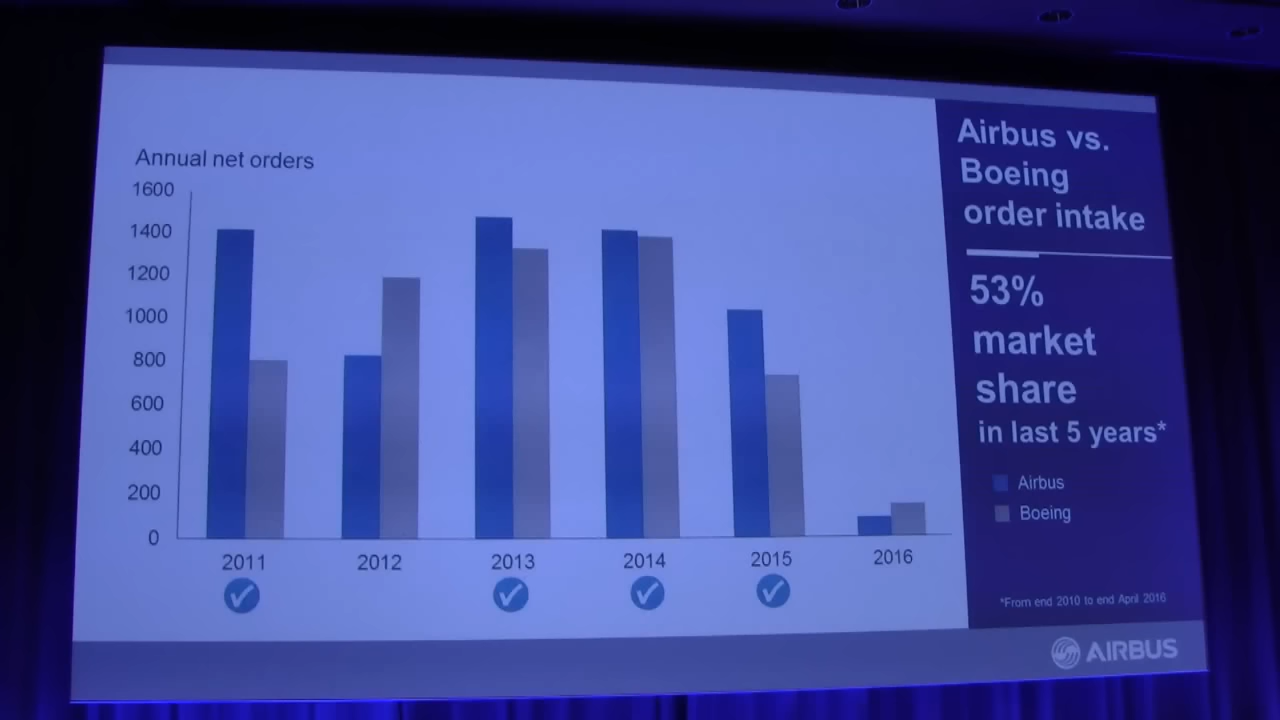 Annual net orders
1600
1400
1200
1000
800
600
400
200
0
2011 2012 2013 2014 2015 2016
Airbus vs.
Boeing
order intake
53%
market
share
in last 5 years*
Airbus
Boeing
*From end 2010 to end April 2016
AIRBUS